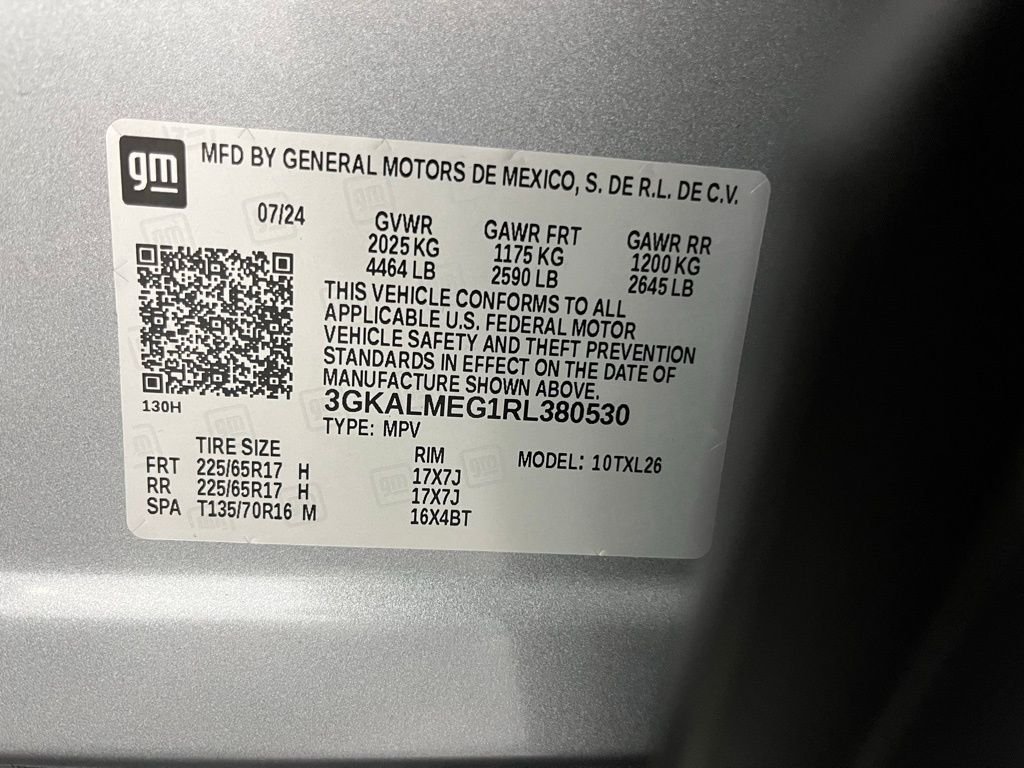 gm
MFD BY GENERAL MOTORS DE MEXICO, S. DE R.L. DE C.V.
07/24
GVWR GAWR FRT GAWR RR
2025 KG 1175 KG 1200 KG
4464 LB 2590 LB 2645 LB
THIS VEHICLE CONFORMS TO ALL
APPLICABLE U.S. FEDERAL MOTOR
VEHICLE SAFETY AND THEFT PREVENTION
STANDARDS IN EFFECT ON THE DATE OF
MANUFACTURE SHOWN ABOVE.
130H
3GKALMEG1RL380530
TYPE: MPV
TIRE SIZE RIM MODEL: 10TXL26
FRT 225/65R17 H 17X7J
RR 225/65R17 H 17X7J
SPA T135/70R16 M 16X4BT